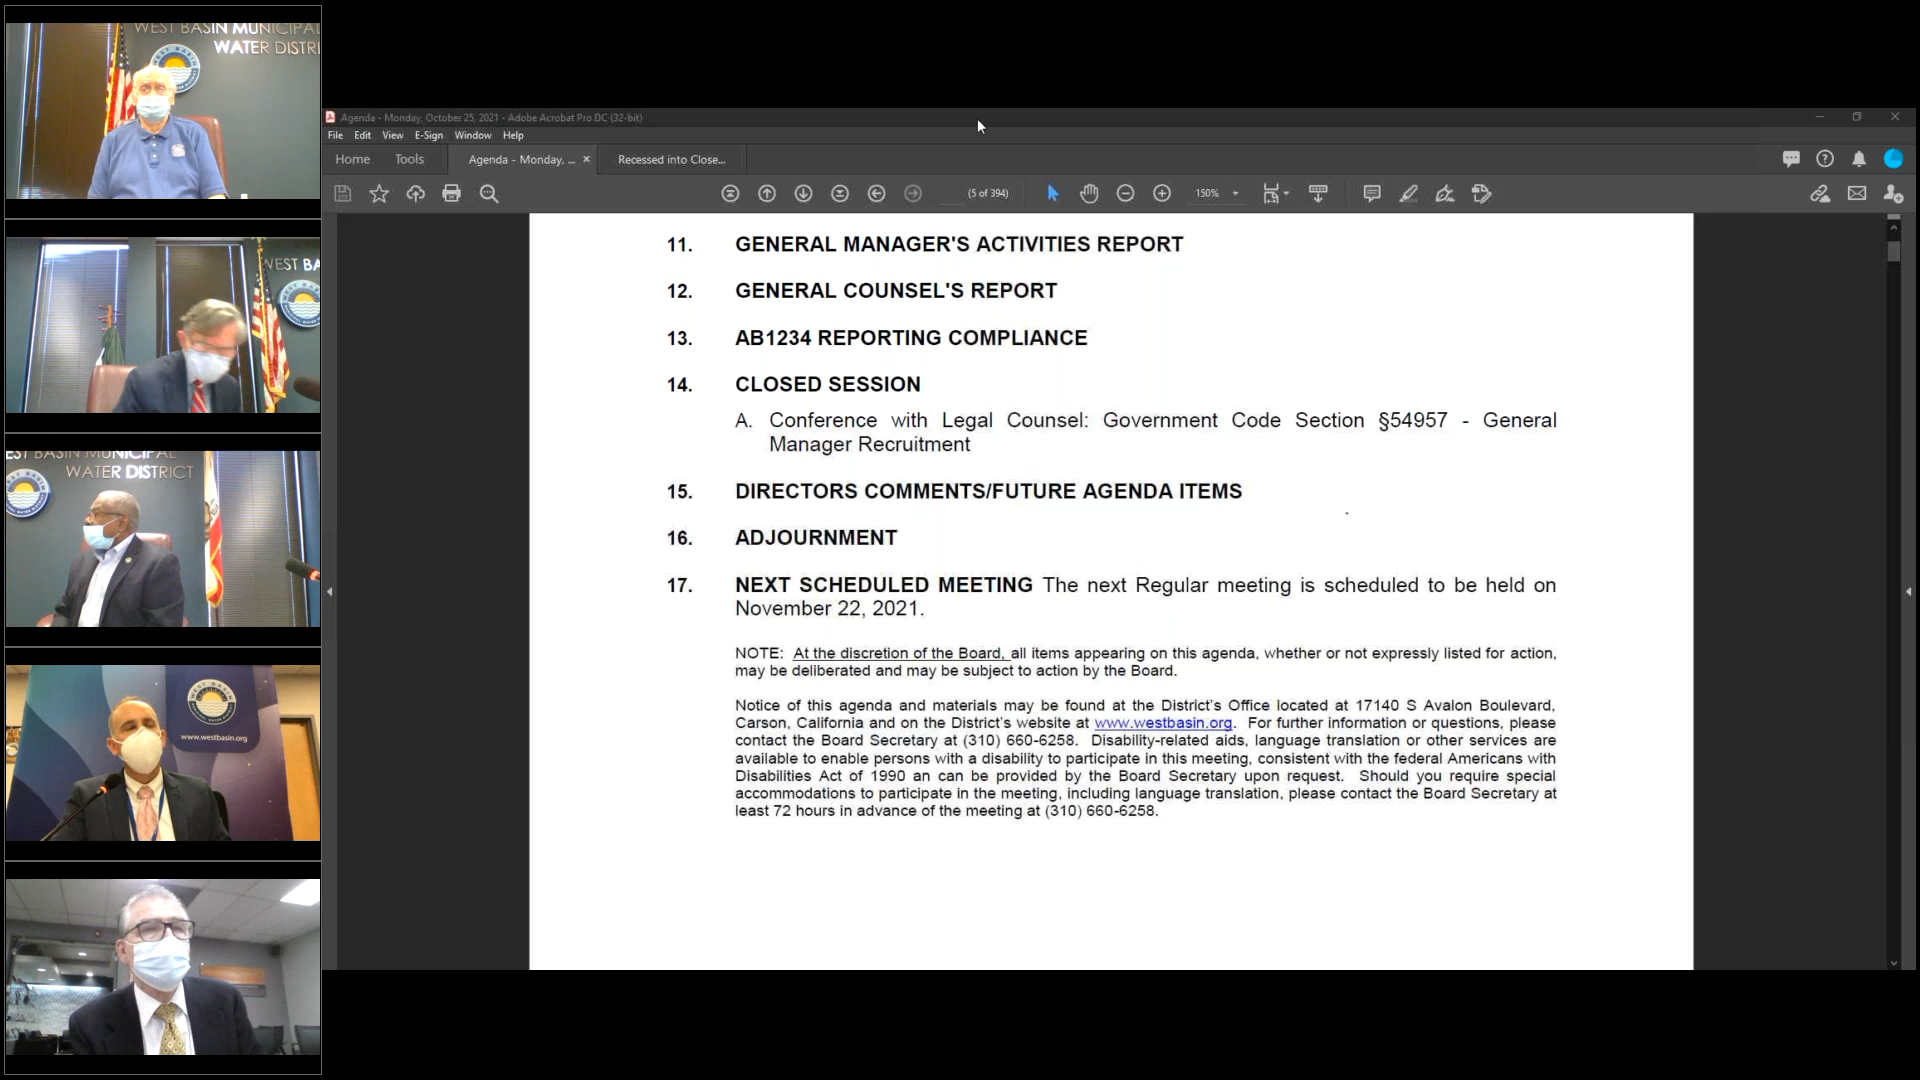 WEST BASIN MUNICIPAL
WATER DISTRI
WEST BA
EST BASIN MUNICIPAL
WATER DISTRICT
WEST BASIN
www.westbasin.org
Agenda - Monday, October 25, 2021 - Adobe Acrobat Pro DC (32-bit)
File Edit View E-Sign Window Help
Home Tools Agenda - Monday, ... × Recessed into Close...
(5 of 394) 150%
11. GENERAL MANAGER'S ACTIVITIES REPORT
12. GENERAL COUNSEL'S REPORT
13. AB1234 REPORTING COMPLIANCE
14. CLOSED SESSION
A. Conference with Legal Counsel: Government Code Section §54957 - General
Manager Recruitment
15. DIRECTORS COMMENTS/FUTURE AGENDA ITEMS
16. ADJOURNMENT
17. NEXT SCHEDULED MEETING The next Regular meeting is scheduled to be held on
November 22, 2021.
NOTE: At the discretion of the Board, all items appearing on this agenda, whether or not expressly listed for action,
may be deliberated and may be subject to action by the Board.
Notice of this agenda and materials may be found at the District's Office located at 17140 S Avalon Boulevard,
Carson, California and on the District's website at www.westbasin.org. For further information or questions, please
contact the Board Secretary at (310) 660-6258. Disability-related aids, language translation or other services are
available to enable persons with a disability to participate in this meeting, consistent with the federal Americans with
Disabilities Act of 1990 an can be provided by the Board Secretary upon request. Should you require special
accommodations to participate in the meeting, including language translation, please contact the Board Secretary at
least 72 hours in advance of the meeting at (310) 660-6258.